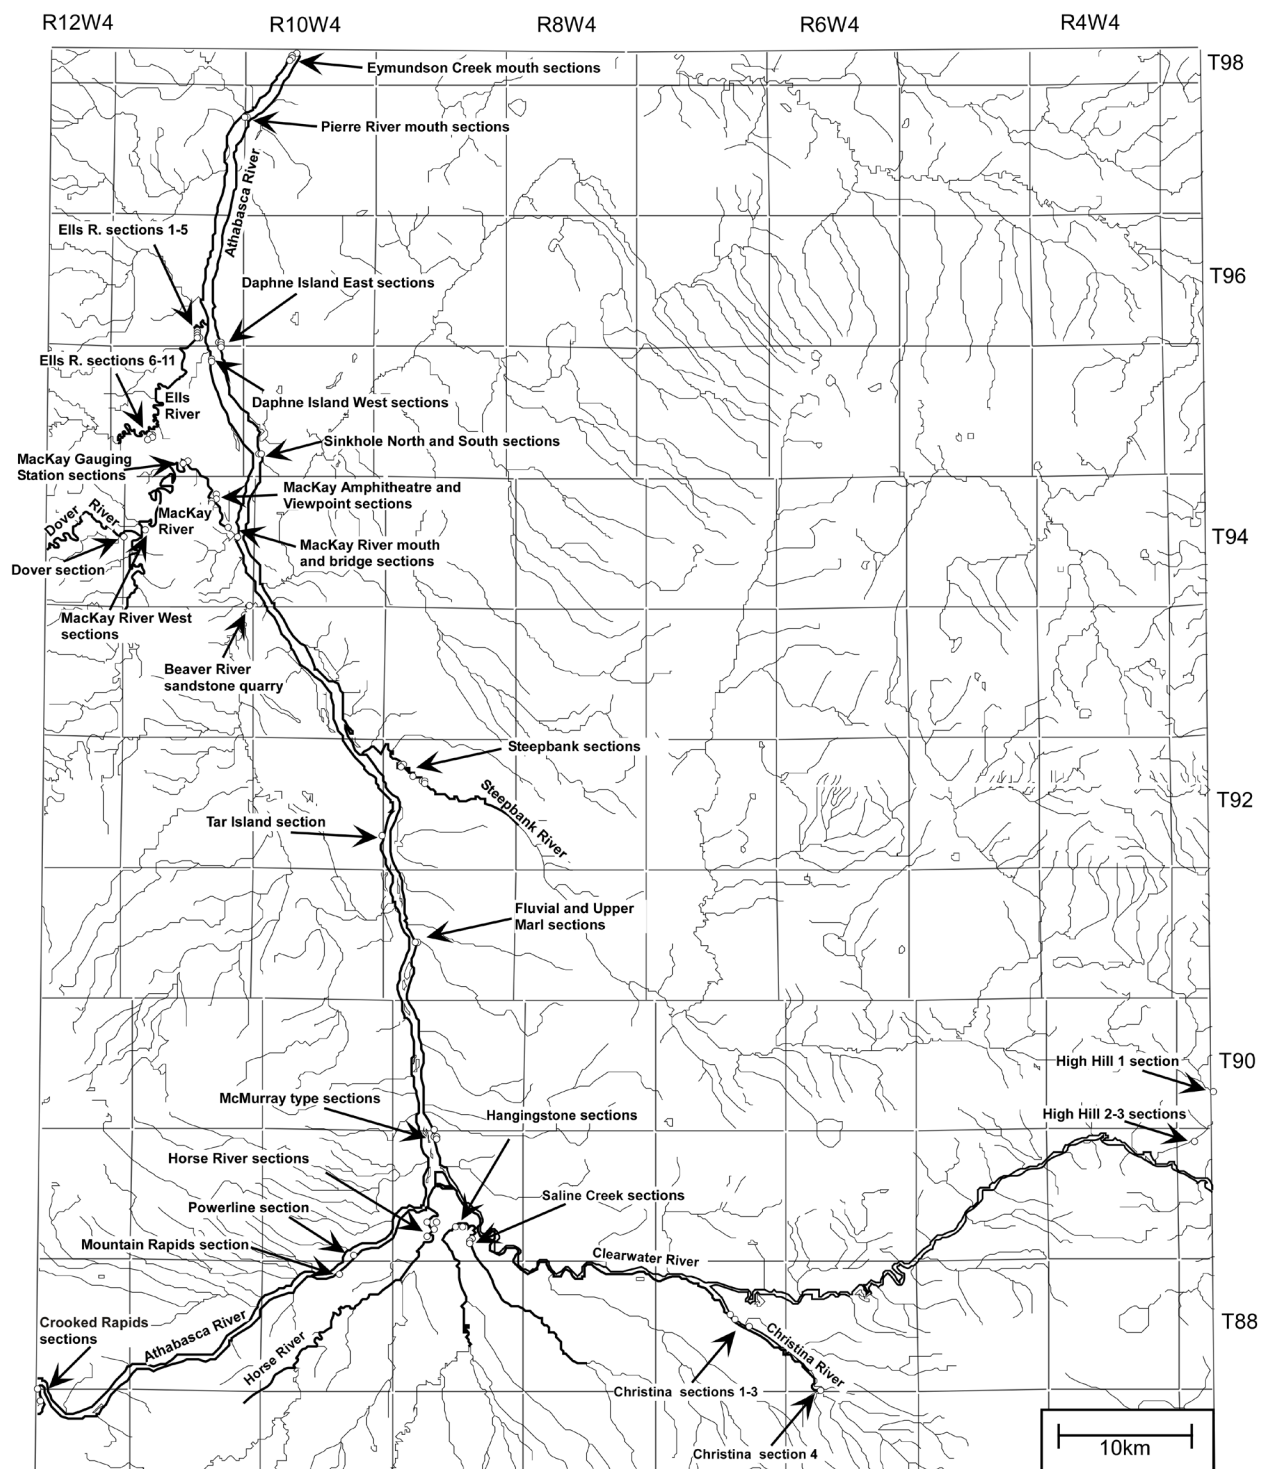 R12W4
R10W4
R8W4
R6W4
R4W4
T98
Eymundson Creek mouth sections
Pierre River mouth sections
Athabasca River
Ells R. sections 1-5
T96
Daphne Island East sections
Ells R. sections 6-11
Ells
River
Daphne Island West sections
Sinkhole North and South sections
MacKay Gauging
Station sections
MacKay Amphitheatre and
Viewpoint sections
Dover River
MacKay
River
T94
MacKay River mouth
and bridge sections
Dover section
MacKay River West
sections
Beaver River
sandstone quarry
Steepbank sections
Steepbank River
T92
Tar Island section
Fluvial and Upper
Marl sections
T90
High Hill 1 section
McMurray type sections
Hangingstone sections
High Hill 2-3 sections
Horse River sections
Saline Creek sections
Powerline section
Mountain Rapids section
Clearwater River
Crooked Rapids
sections
Athabasca River
Horse River
Christina River
T88
Christina sections 1-3
Christina section 4
10km